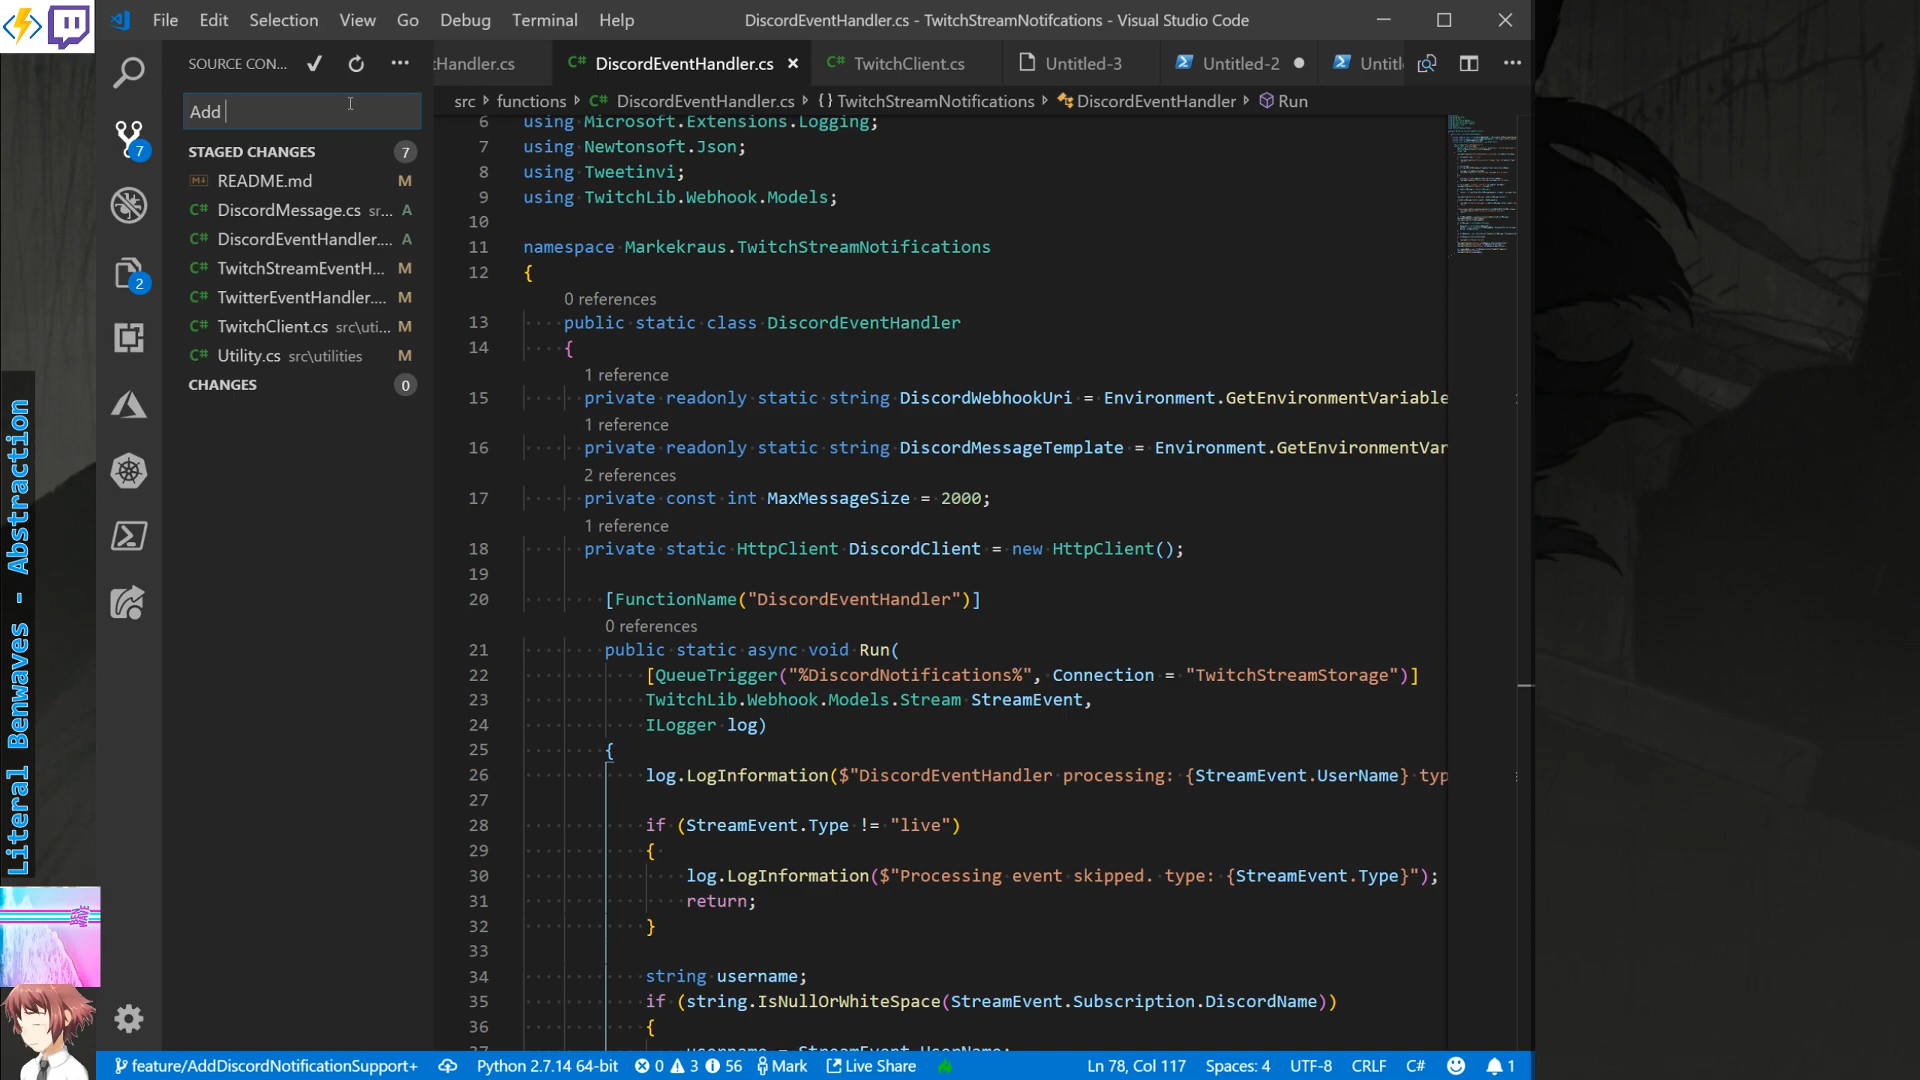 File Edit Selection View Go Debug Terminal Help
DiscordEventHandler.cs - TwitchStreamNotifcations - Visual Studio Code
SOURCE CON...
tHandler.cs
DiscordEventHandler.cs
TwitchClient.cs
Untitled-3
Untitled-2
Untitl
Add
src functions DiscordEventHandler.cs {} TwitchStreamNotifications DiscordEventHandler Run
STAGED CHANGES 7
README.md M
DiscordMessage.cs sr... A
DiscordEventHandler.... A
TwitchStreamEventH... M
TwitterEventHandler.... M
TwitchClient.cs src\uti... M
Utility.cs src\utilities M
CHANGES 0
7
2
Literal Benwaves - Abstraction
6 using Microsoft.Extensions.Logging;
7 using Newtonsoft.Json;
8 using Tweetinvi;
9 using TwitchLib.Webhook.Models;
10
11 namespace Markekraus.TwitchStreamNotifications
12 {
0 references
13 public static class DiscordEventHandler
14 {
1 reference
15 private readonly static string DiscordWebhookUri = Environment.GetEnvironmentVariable
1 reference
16 private readonly static string DiscordMessageTemplate = Environment.GetEnvironmentVar
2 references
17 private const int MaxMessageSize = 2000;
1 reference
18 private static HttpClient DiscordClient = new HttpClient();
19
20 [FunctionName("DiscordEventHandler")]
0 references
21 public static async void Run(
22 [QueueTrigger("%DiscordNotifications%", Connection = "TwitchStreamStorage")]
23 TwitchLib.Webhook.Models.Stream StreamEvent,
24 ILogger log)
25 {
26 log.LogInformation($"DiscordEventHandler processing: {StreamEvent.UserName} typ
27
28 if (StreamEvent.Type != "live")
29 {
30 log.LogInformation($"Processing event skipped. type: {StreamEvent.Type}");
31 return;
32 }
33
34 string username;
35 if (string.IsNullOrWhiteSpace(StreamEvent.Subscription.DiscordName))
36 {
37 username = StreamEvent.UserName;
feature/AddDiscordNotificationSupport+ Python 2.7.14 64-bit 0 3 56 Mark Live Share Ln 78, Col 117 Spaces: 4 UTF-8 CRLF C# 1